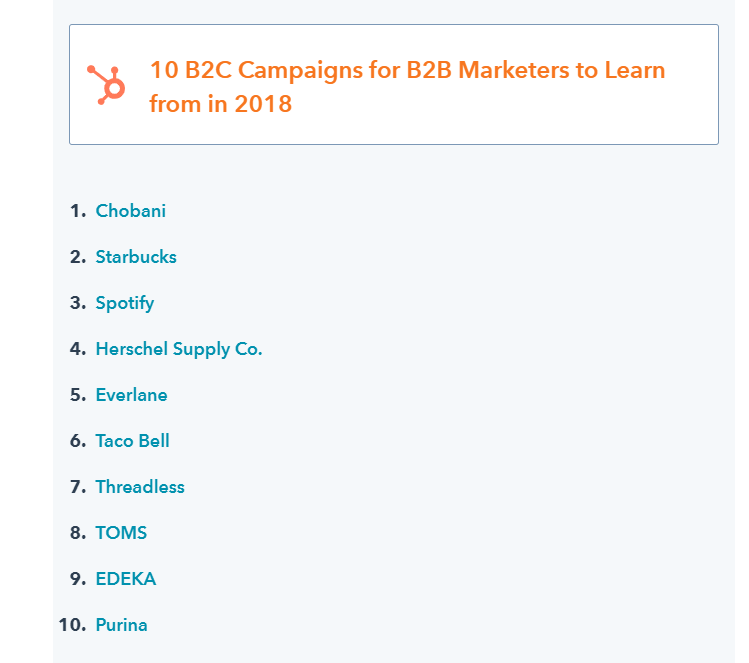 10 B2C Campaigns for B2B Marketers to Learn
from in 2018
1. Chobani
2. Starbucks
3. Spotify
4. Herschel Supply Co.
5. Everlane
6. Taco Bell
7. Threadless
8. TOMS
9. EDEKA
10. Purina